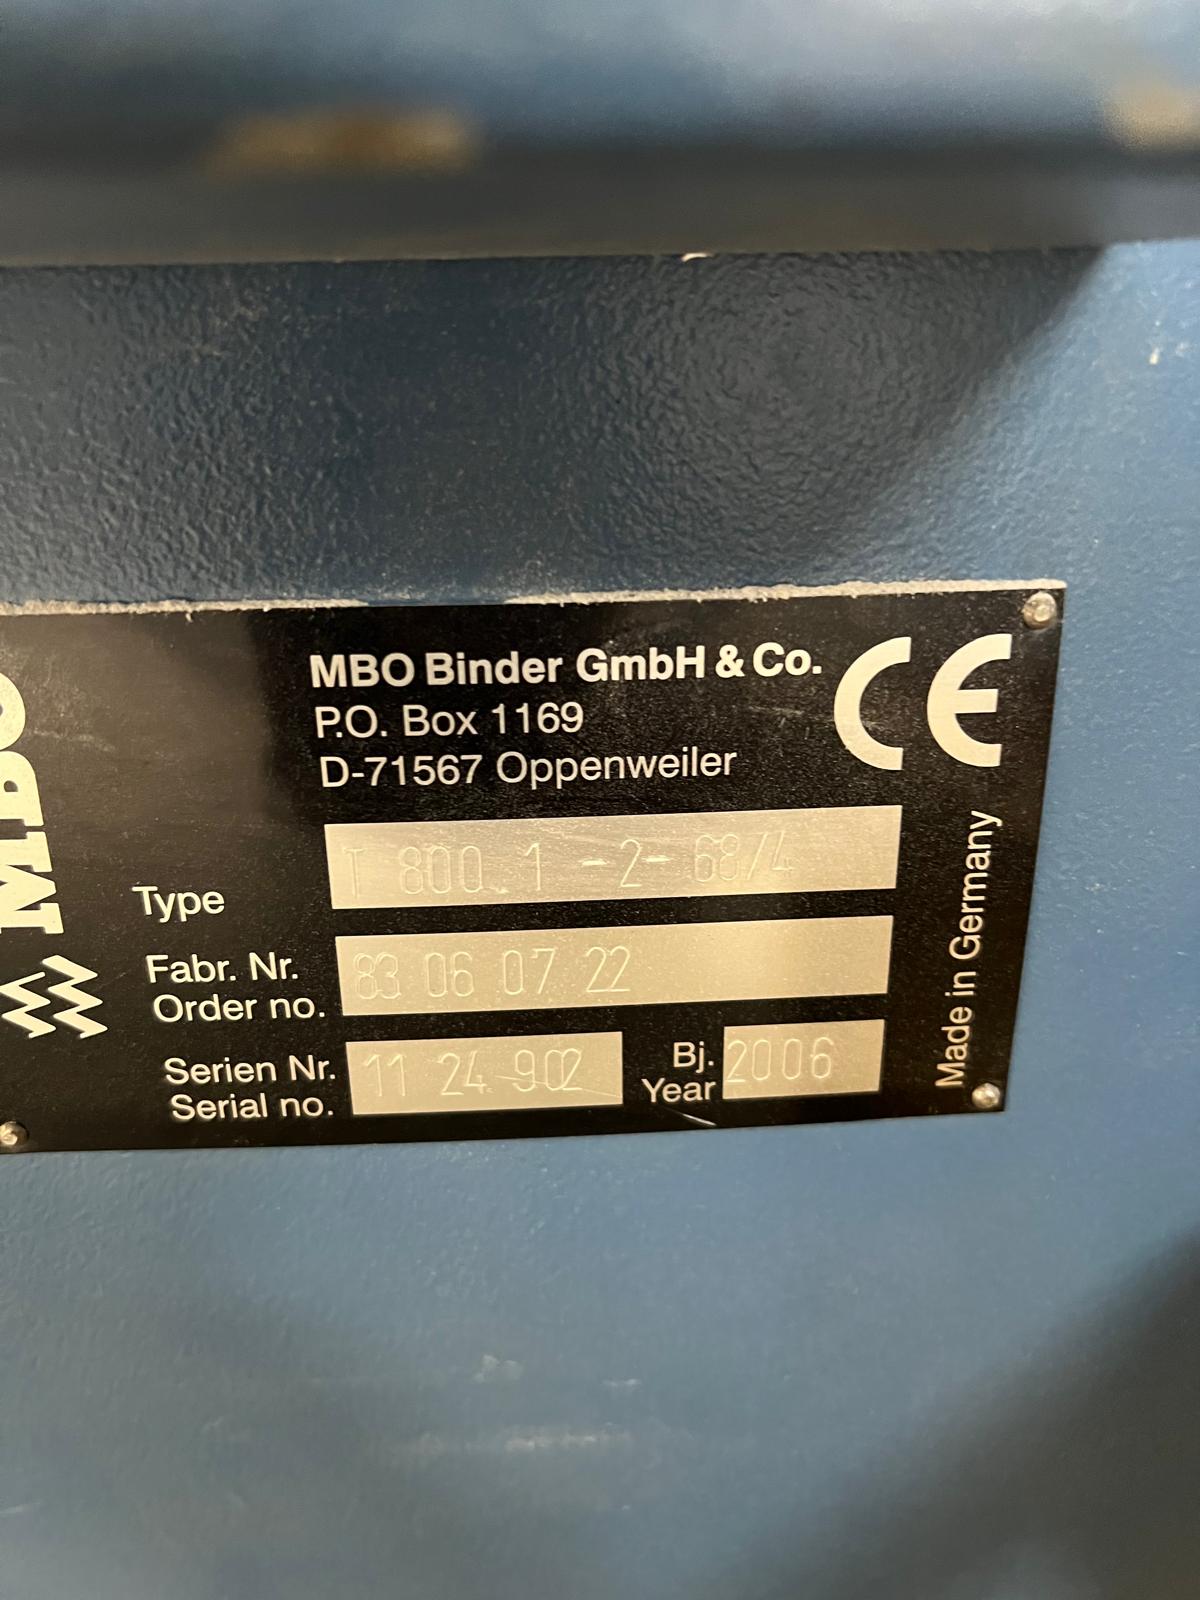 MBO
MBO Binder GmbH & Co.
P.O. Box 1169
D-71567 Oppenweiler
CE
Type T 800.1 -2- 68/4
Fabr. Nr.
Order no. 83 06 07 22
Serien Nr.
Serial no. 11 24 902
Bj.
Year 2006
Made in Germany